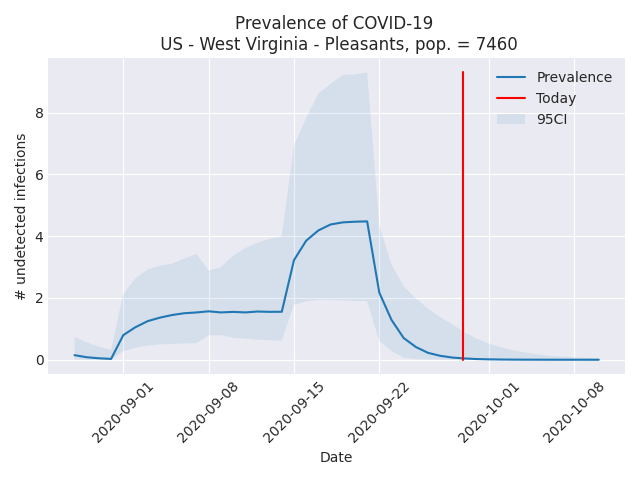 Prevalence of COVID-19
US - West Virginia - Pleasants, pop. = 7460
Prevalence
Today
95CI
# undetected infections
8
6
4
2
0
2020-09-01
2020-09-08
2020-09-15
2020-09-22
2020-10-01
2020-10-08
Date